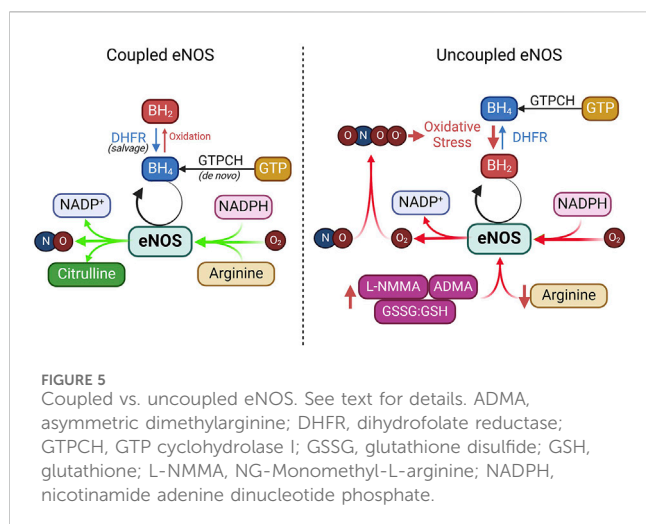 Coupled eNOS
BH2
DHFR
(salvage)
Oxidation
BH4
GTPCH
(de novo)
GTP
NADP+
NADPH
N O
eNOS
O2
Citrulline
Arginine
Uncoupled eNOS
BH4
GTPCH
GTP
O N O O-
Oxidative
Stress
DHFR
BH2
NADP+
NADPH
N O
O2
eNOS
O2
L-NMMA
ADMA
GSSG:GSH
Arginine
FIGURE 5
Coupled vs. uncoupled eNOS. See text for details. ADMA,
asymmetric dimethylarginine; DHFR, dihydrofolate reductase;
GTPCH, GTP cyclohydrolase I; GSSG, glutathione disulfide; GSH,
glutathione; L-NMMA, NG-Monomethyl-L-arginine; NADPH,
nicotinamide adenine dinucleotide phosphate.